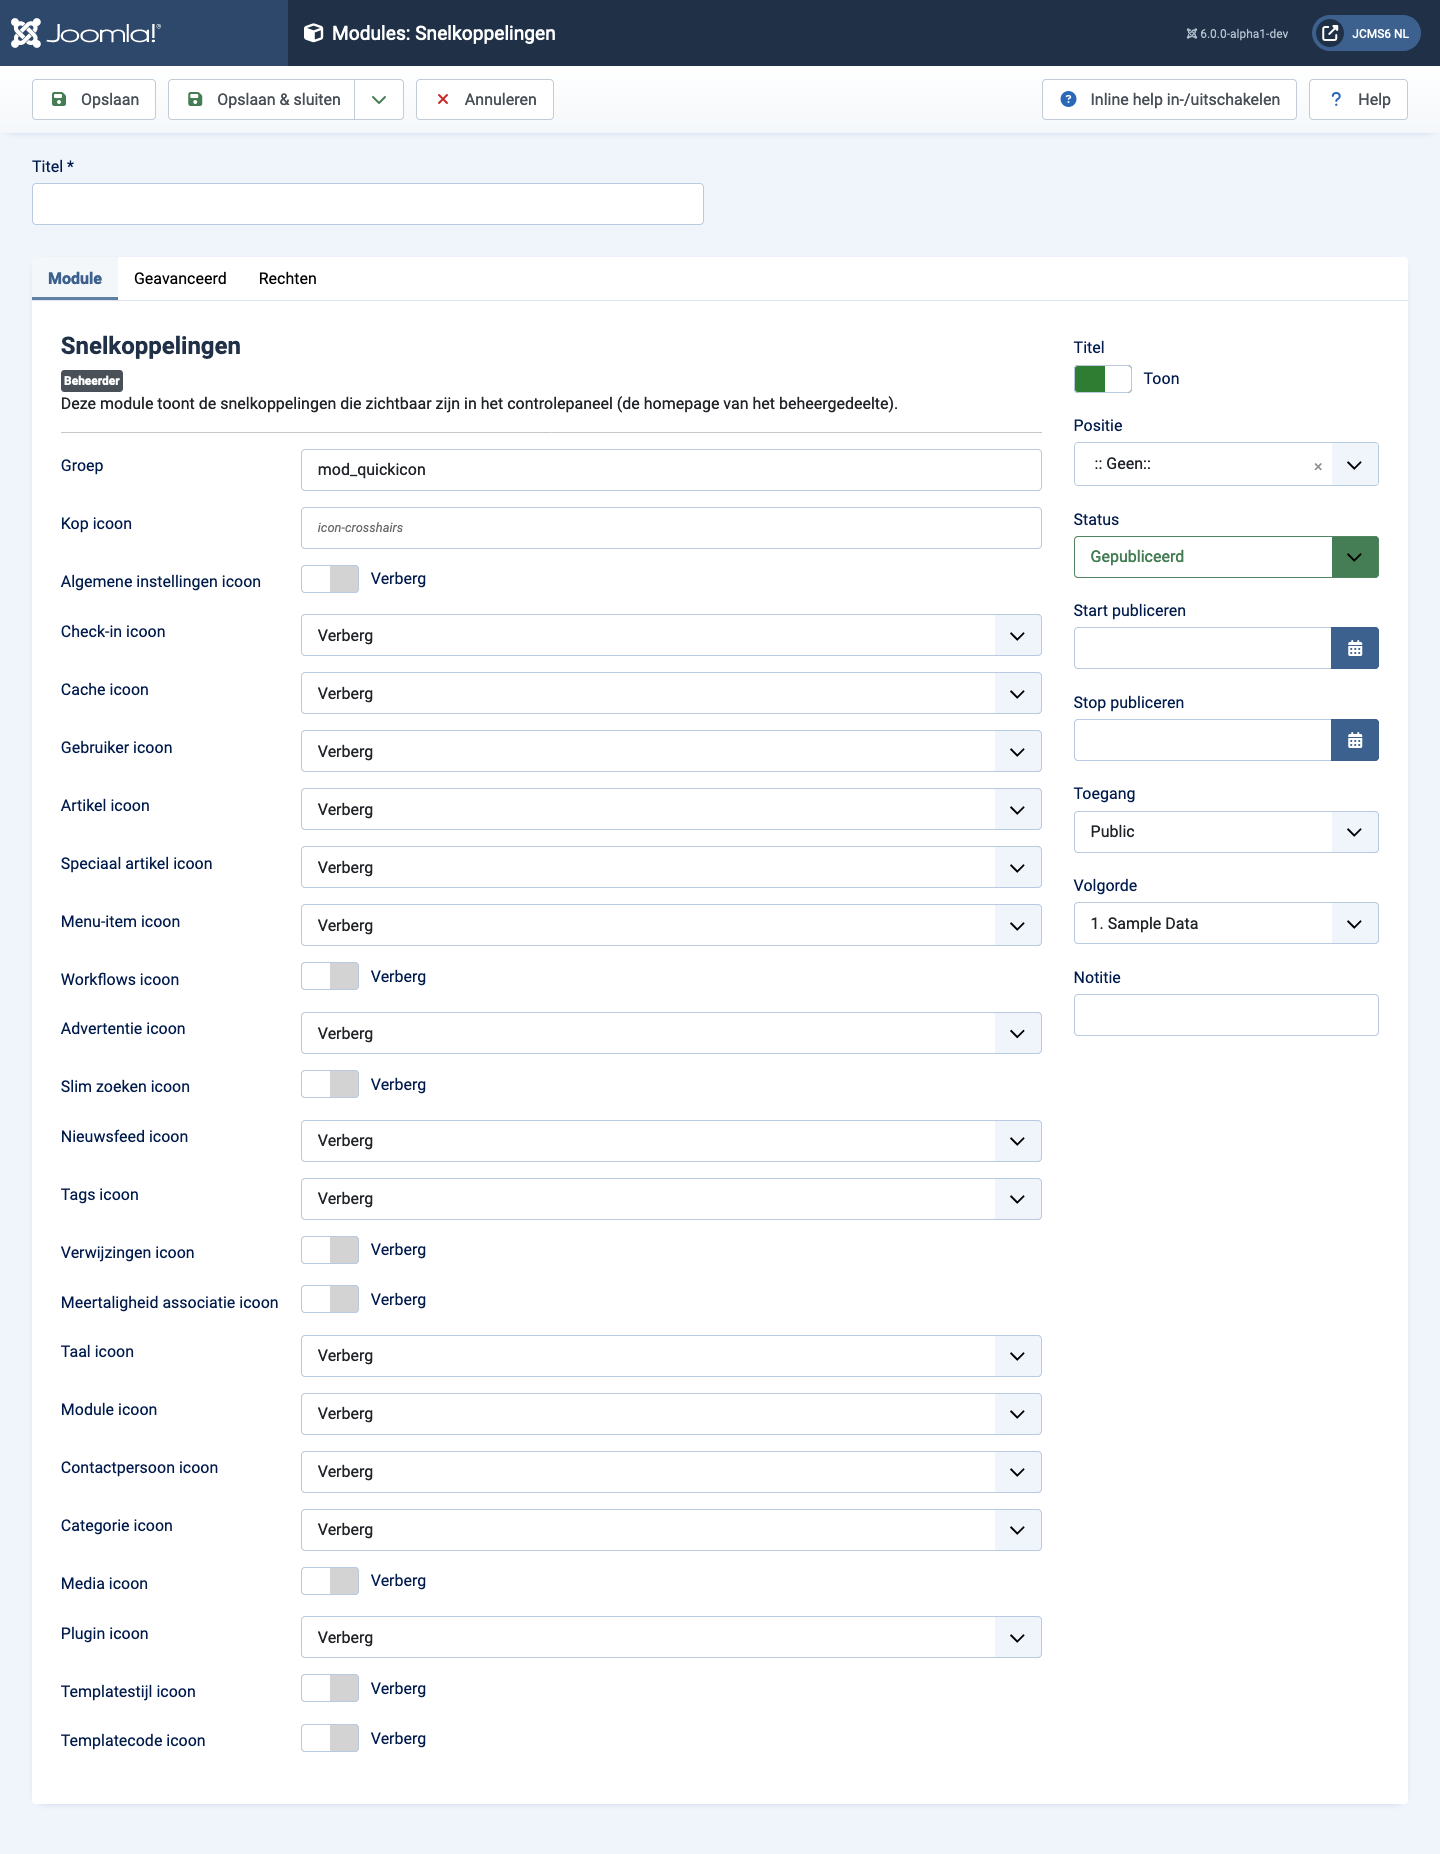 Joomla!®
Modules: Snelkoppelingen
6.0.0-alpha1-dev
JCMS6 NL
Opslaan
Opslaan & sluiten
Annuleren
Inline help in-/uitschakelen
? Help
Titel *
Module
Geavanceerd
Rechten
Snelkoppelingen
Beheerder
Deze module toont de snelkoppelingen die zichtbaar zijn in het controlepaneel (de homepage van het beheergedeelte).
Groep
mod_quickicon
Kop icoon
icon-crosshairs
Algemene instellingen icoon
Verberg
Check-in icoon
Verberg
Cache icoon
Verberg
Gebruiker icoon
Verberg
Artikel icoon
Verberg
Speciaal artikel icoon
Verberg
Menu-item icoon
Verberg
Workflows icoon
Verberg
Advertentie icoon
Verberg
Slim zoeken icoon
Verberg
Nieuwsfeed icoon
Verberg
Tags icoon
Verberg
Verwijzingen icoon
Verberg
Meertaligheid associatie icoon
Verberg
Taal icoon
Verberg
Module icoon
Verberg
Contactpersoon icoon
Verberg
Categorie icoon
Verberg
Media icoon
Verberg
Plugin icoon
Verberg
Templatestijl icoon
Verberg
Templatecode icoon
Verberg
Titel
Toon
Positie
:: Geen::
Status
Gepubliceerd
Start publiceren
Stop publiceren
Toegang
Public
Volgorde
1. Sample Data
Notitie